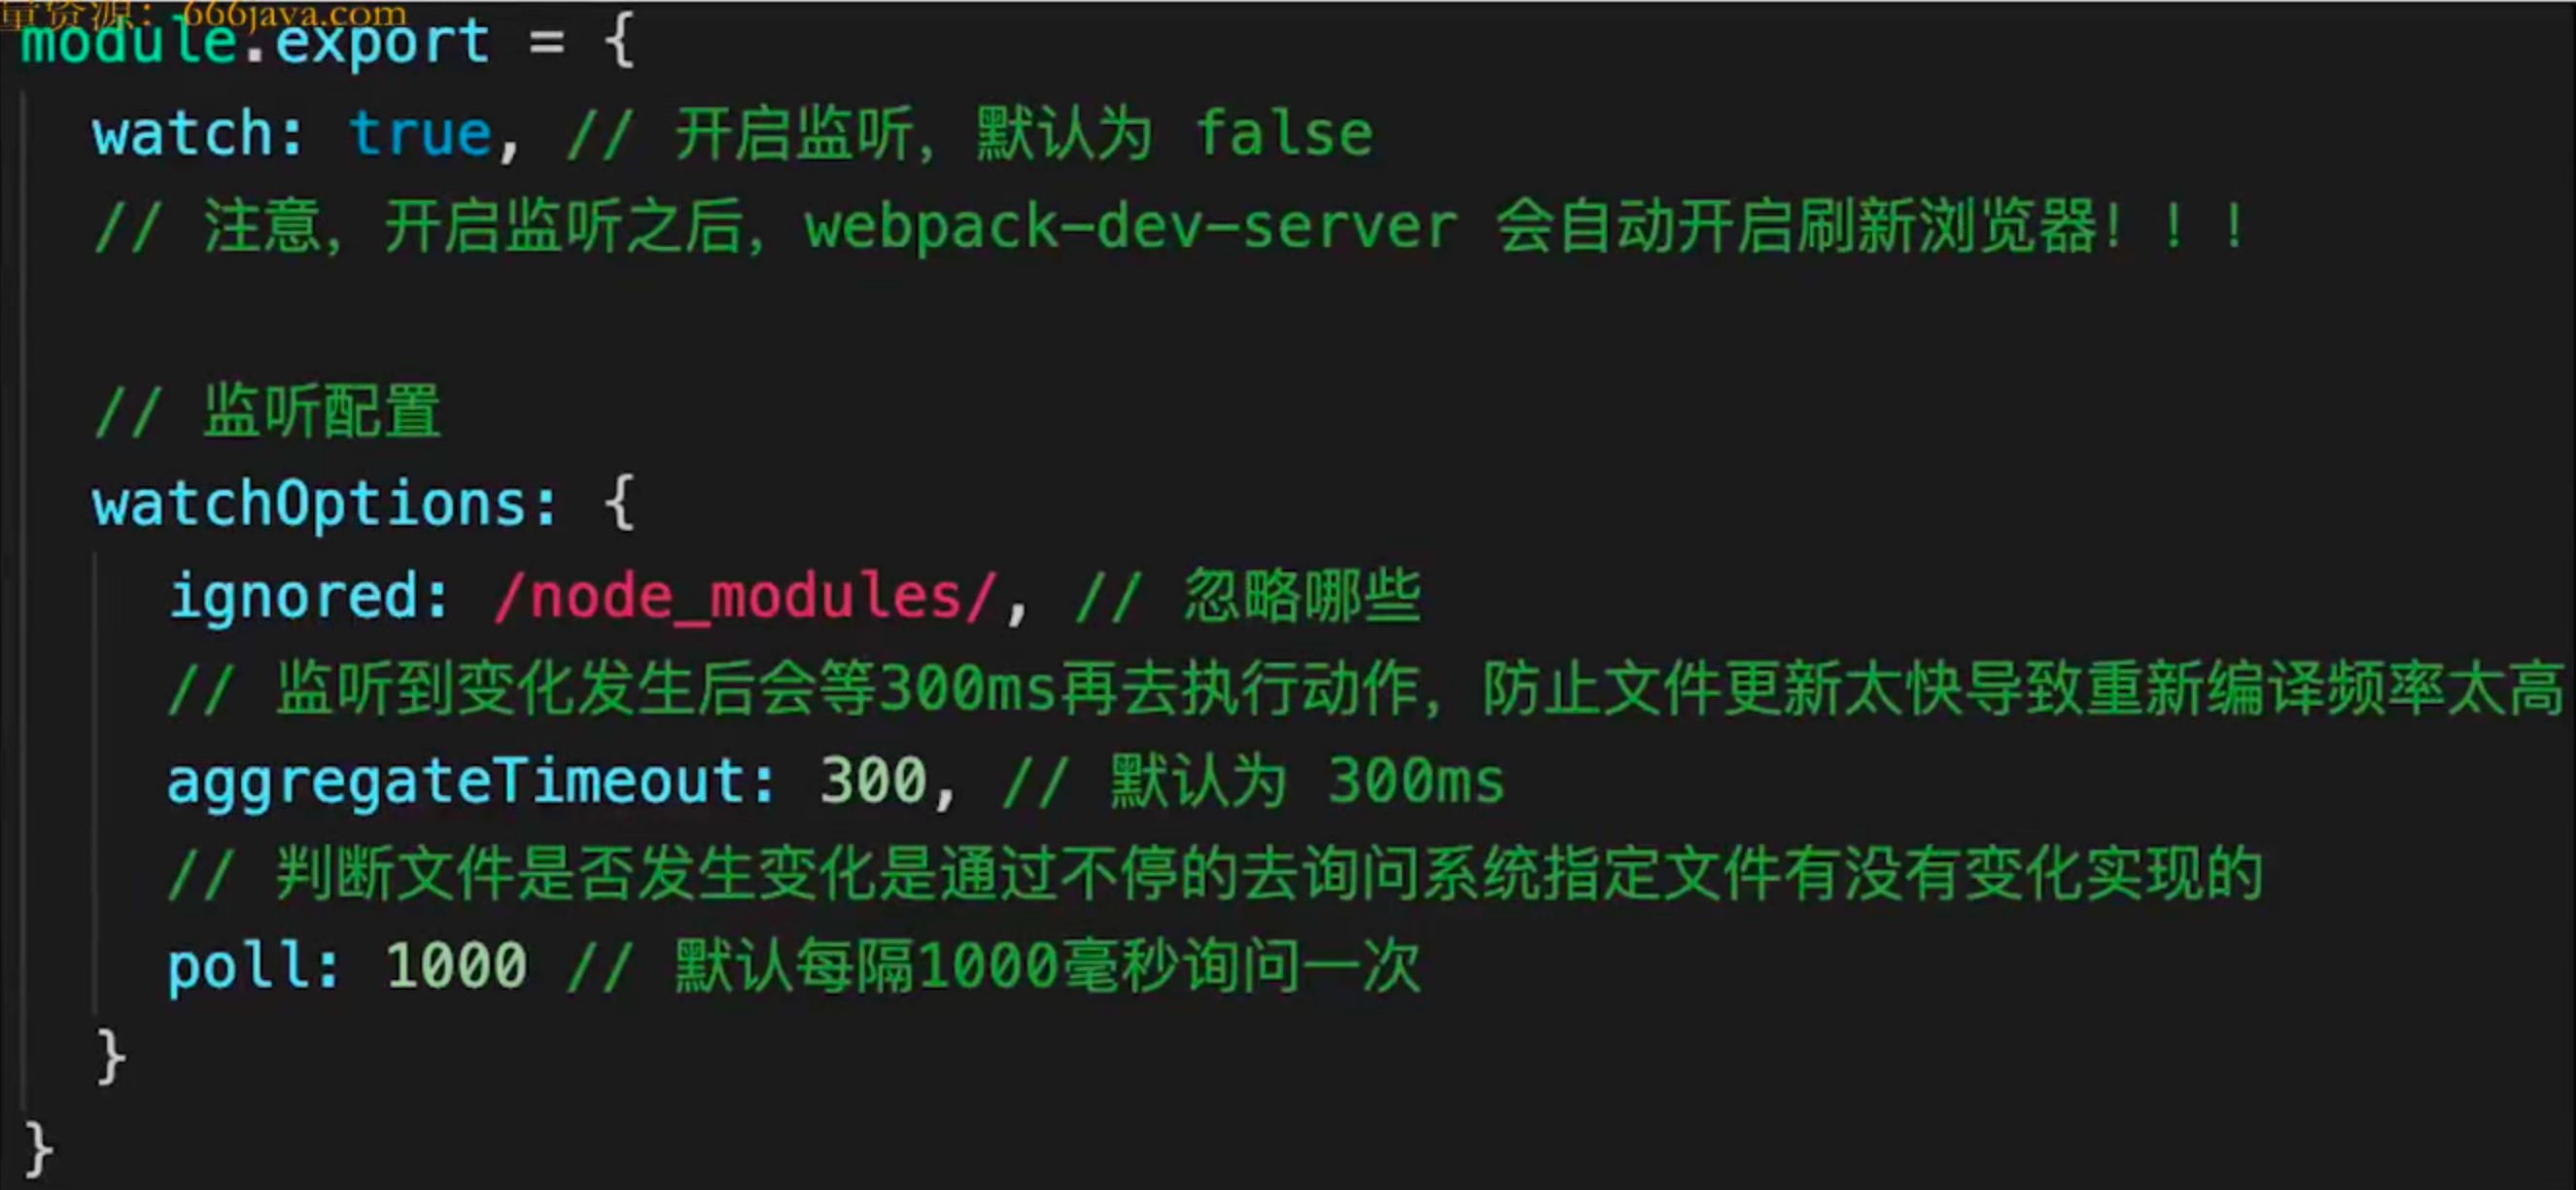 量资源：666java.com
module.export = {
watch: true, // 开启监听，默认为 false
// 注意，开启监听之后，webpack-dev-server 会自动开启刷新浏览器！！！
// 监听配置
watchOptions: {
ignored: /node_modules/, // 忽略哪些
// 监听到变化发生后会等300ms再去执行动作，防止文件更新太快导致重新编译频率太高
aggregateTimeout: 300, // 默认为 300ms
// 判断文件是否发生变化是通过不停的去询问系统指定文件有没有变化实现的
poll: 1000 // 默认每隔1000毫秒询问一次
}
}